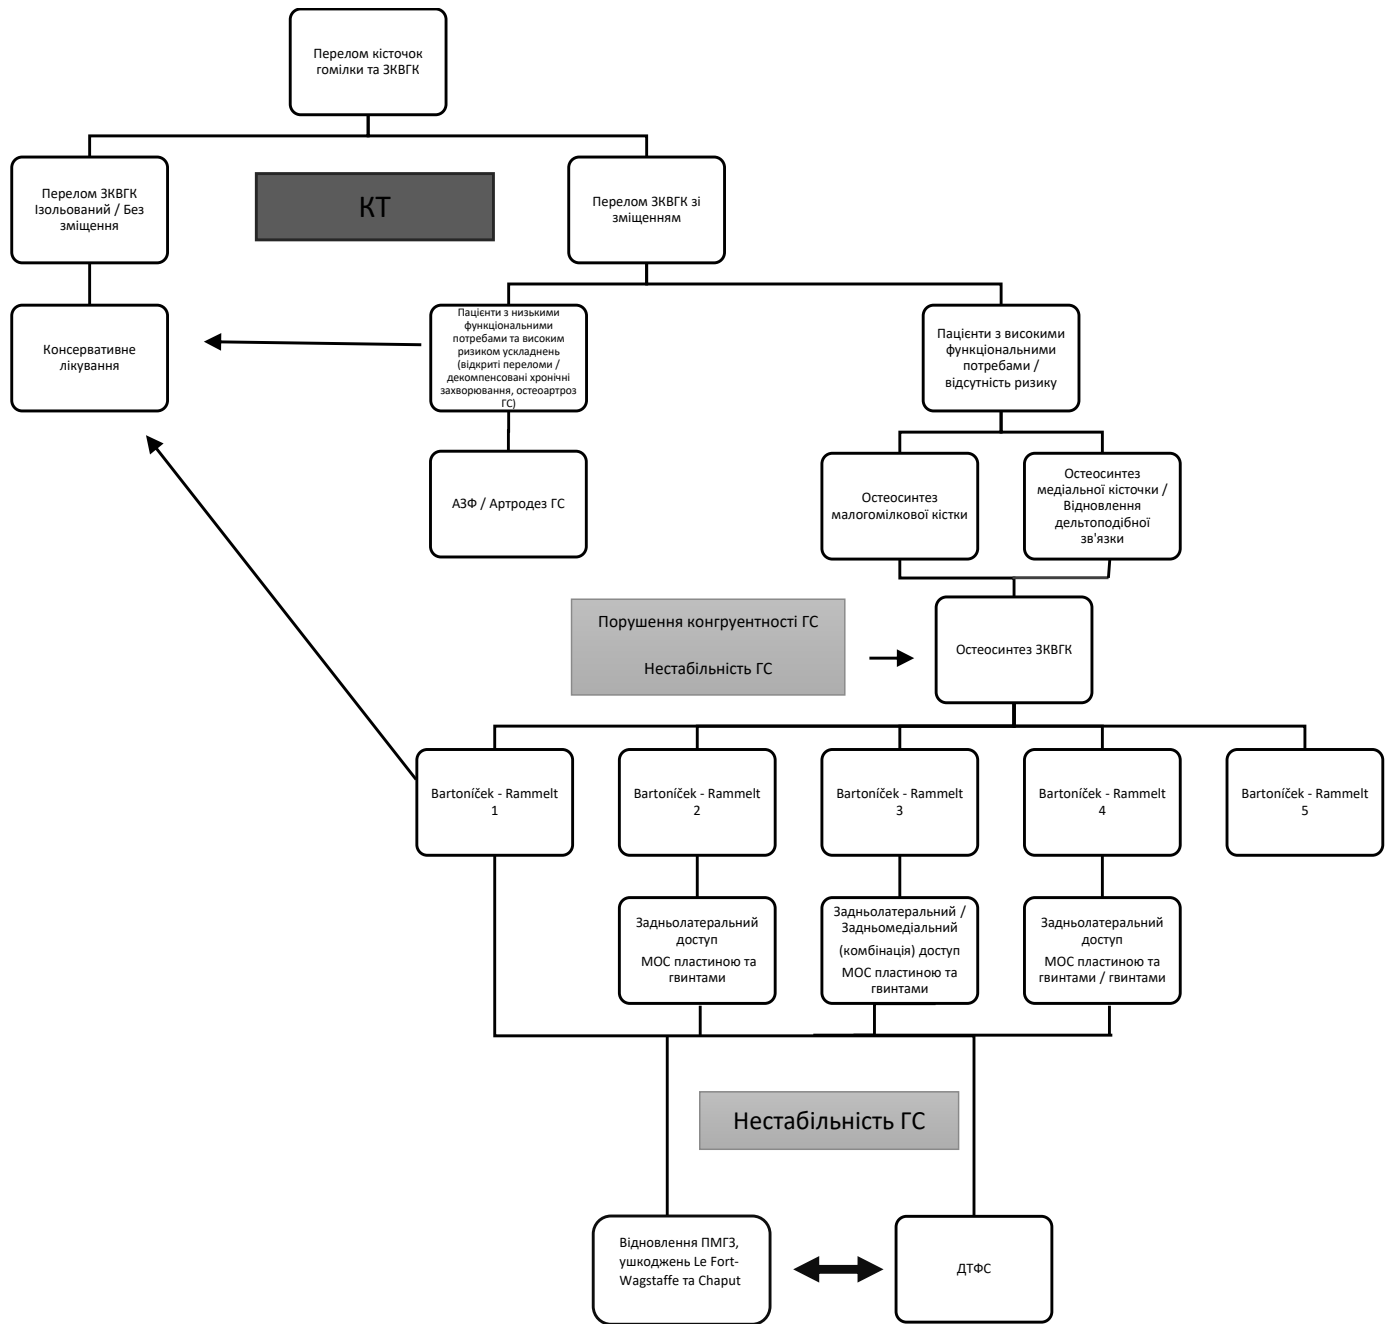 Перелом кісточок
гомілки та ЗКВГК
Перелом ЗКВГК
Ізольований / Без
зміщення
КТ
Перелом ЗКВГК зі
зміщенням
Консервативне
лікування
Пацієнти з низькими
функціональними
потребами та високим
ризиком ускладнень
(відкриті переломи /
декомпенсовані хронічні
захворювання, остеоартроз
ГС)
Пацієнти з високими
функціональними
потребами /
відсутність ризику
АЗФ / Артродез ГС
Остеосинтез
малогомілкової кістки
Остеосинтез
медіальної кісточки /
Відновлення
дельтоподібної
зв'язки
Порушення конгруентності ГС
Нестабільність ГС
Остеосинтез ЗКВГК
Bartoníček - Rammelt
1
Bartoníček - Rammelt
2
Bartoníček - Rammelt
3
Bartoníček - Rammelt
4
Bartoníček - Rammelt
5
Задньолатеральний
доступ
МОС пластиною та
гвинтами
Задньолатеральний /
Задньомедіальний
(комбінація) доступ
МОС пластиною та
гвинтами
Задньолатеральний
доступ
МОС пластиною та
гвинтами / гвинтами
Нестабільність ГС
Відновлення ПМГЗ,
ушкоджень Le Fort-
Wagstaffe та Chaput
ДТФС